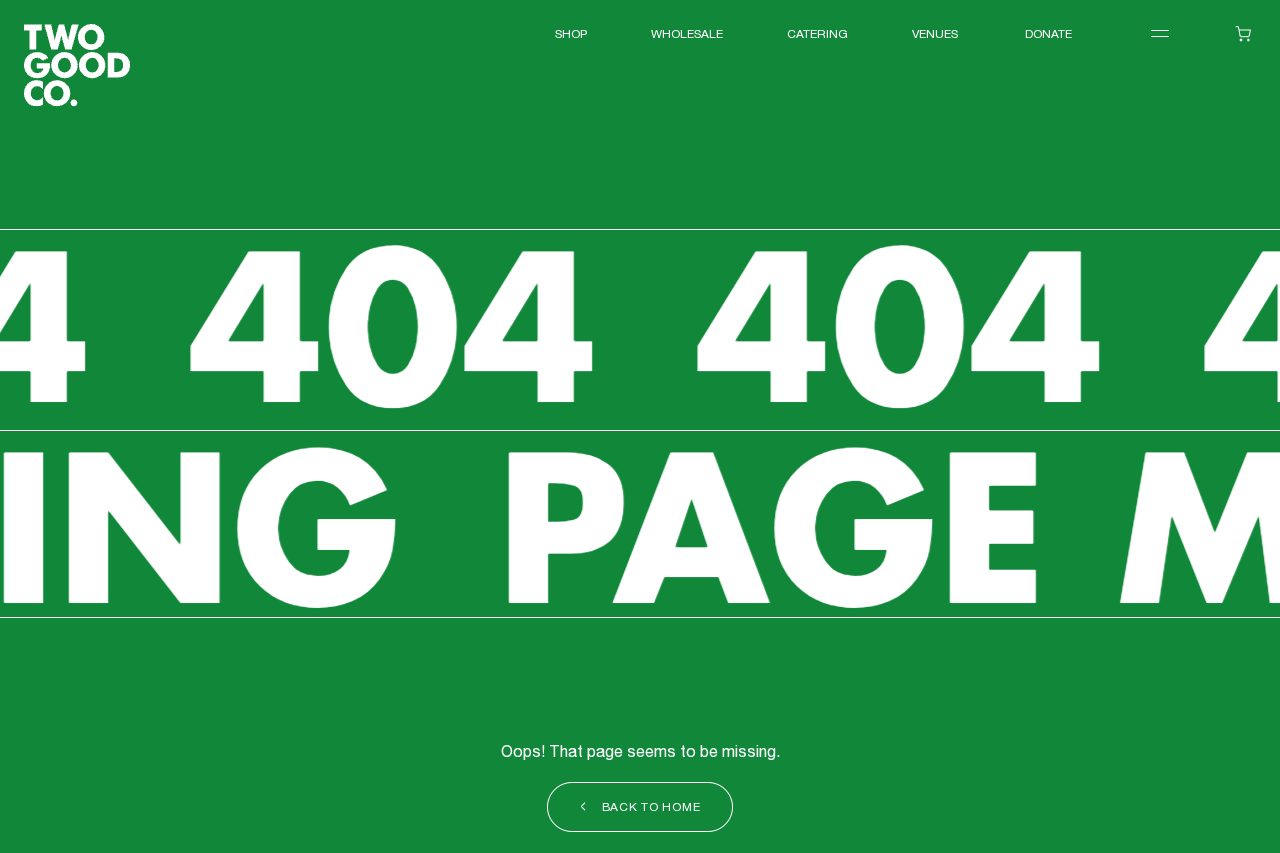 TWO
GOOD
CO.
SHOP WHOLESALE CATERING VENUES DONATE
4 404 404 4
ING PAGE M
Oops! That page seems to be missing.
BACK TO HOME